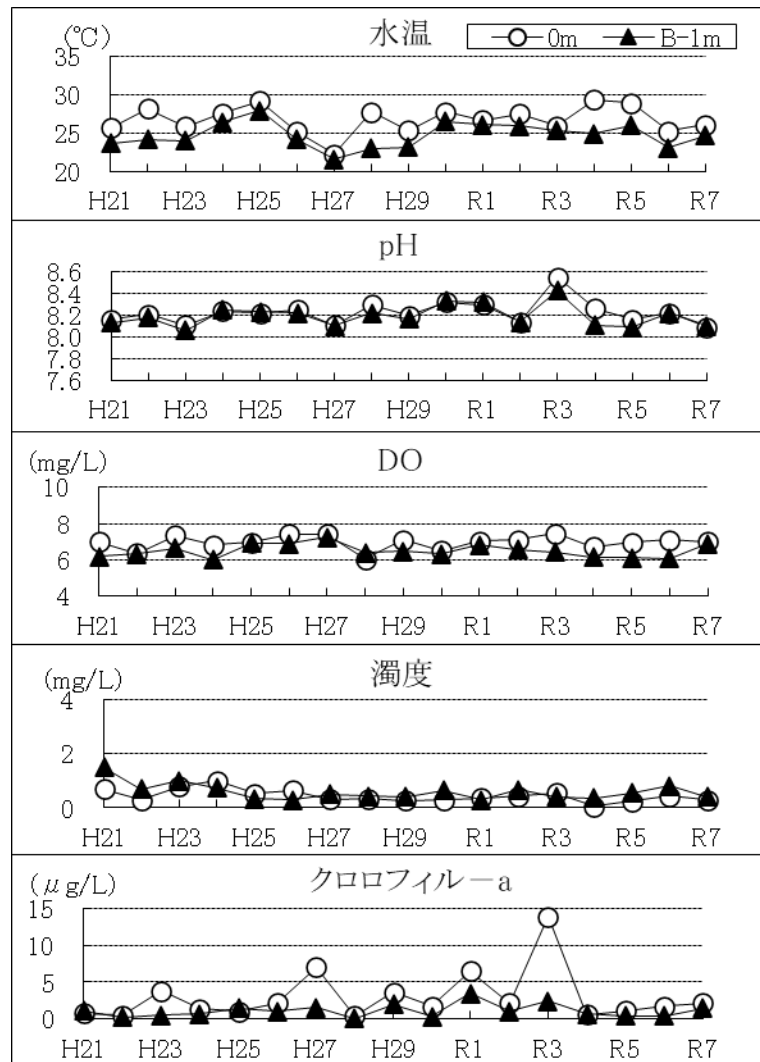 水温
(℃)
0m B-1m
35
30
25
20
H21 H23 H25 H27 H29 R1 R3 R5 R7
pH
8.6
8.4
8.2
8.0
7.8
7.6
H21 H23 H25 H27 H29 R1 R3 R5 R7
DO
(mg/L)
10
8
6
4
H21 H23 H25 H27 H29 R1 R3 R5 R7
濁度
(mg/L)
4
2
0
H21 H23 H25 H27 H29 R1 R3 R5 R7
クロロフィル－a
(μg/L)
15
10
5
0
H21 H23 H25 H27 H29 R1 R3 R5 R7